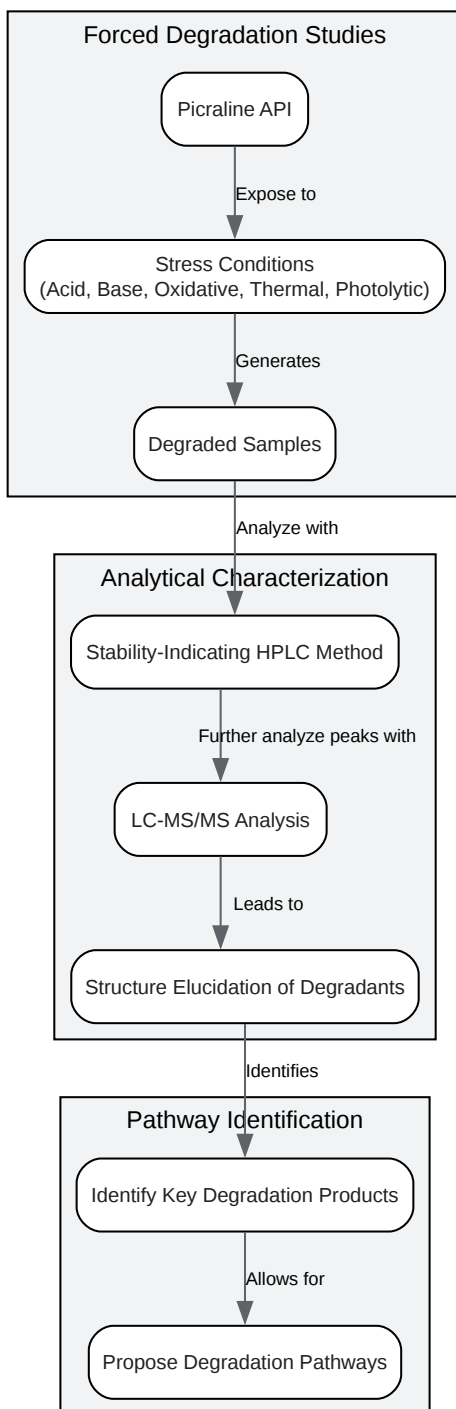 Forced Degradation Studies
Picraline API
Expose to
Stress Conditions
(Acid, Base, Oxidative, Thermal, Photolytic)
Generates
Degraded Samples
Analyze with
Analytical Characterization
Stability-Indicating HPLC Method
Further analyze peaks with
LC-MS/MS Analysis
Leads to
Structure Elucidation of Degradants
Identifies
Pathway Identification
Identify Key Degradation Products
Allows for
Propose Degradation Pathways